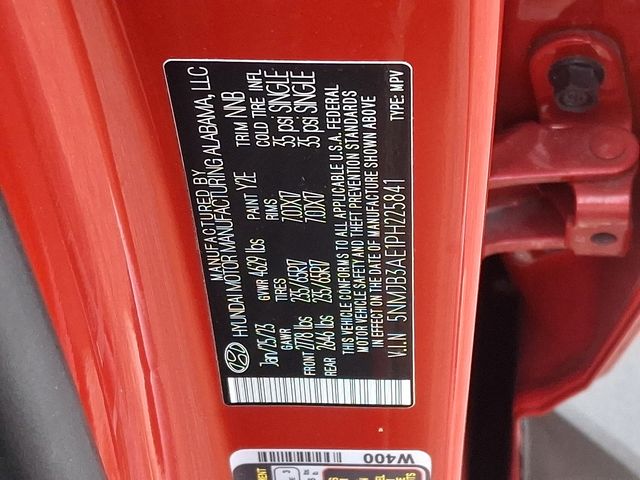 MANUFACTURED BY
HYUNDAI MOTOR MANUFACTURING ALABAMA, LLC
Jan/25/23 GVWR 4629 lbs PAINT Y2E TRIM NNB
GAWR TIRES RIMS COLD TIRE INFL
FRONT 2778 lbs 235/65R17 7.0JX17 35 psi SINGLE
REAR 2646 lbs 235/65R17 7.0JX17 35 psi SINGLE
THIS VEHICLE CONFORMS TO ALL APPLICABLE U.S.A. FEDERAL
MOTOR VEHICLE SAFETY AND THEFT PREVENTION STANDARDS
IN EFFECT ON THE DATE OF MANUFACTURE SHOWN ABOVE
V.I.N 5NMJB3AE1PH225841 TYPE: MPV
W400